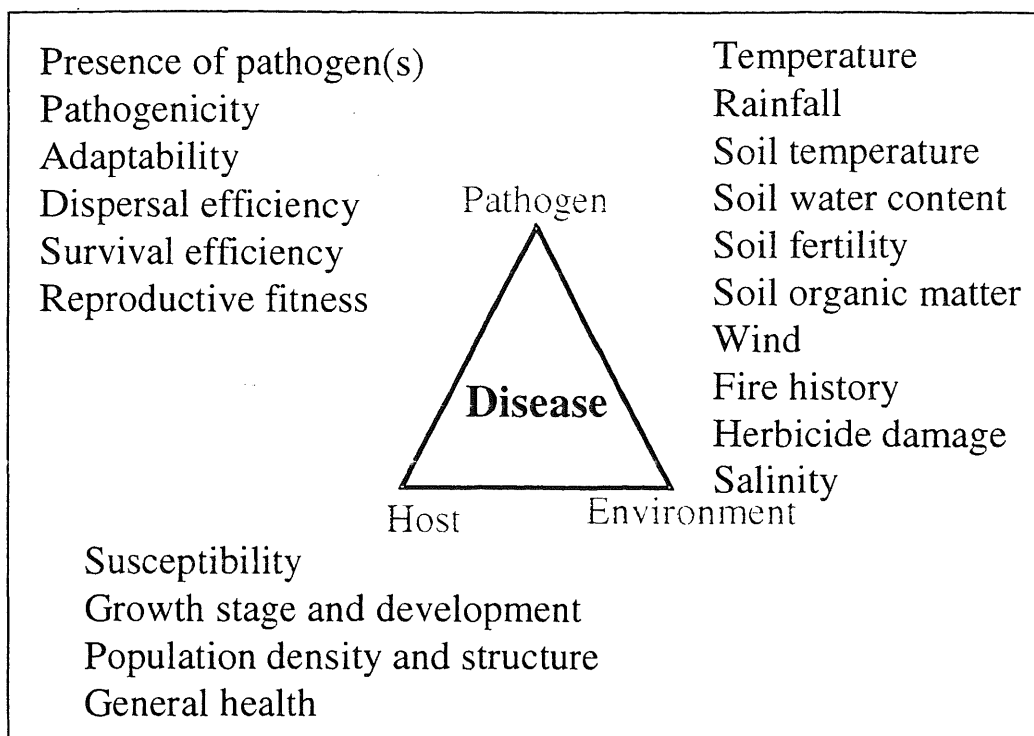 Presence of pathogen(s)
Pathogenicity
Adaptability
Dispersal efficiency
Survival efficiency
Reproductive fitness
Temperature
Rainfall
Soil temperature
Soil water content
Soil fertility
Soil organic matter
Wind
Fire history
Herbicide damage
Salinity
Pathogen
Disease
Host
Environment
Susceptibility
Growth stage and development
Population density and structure
General health